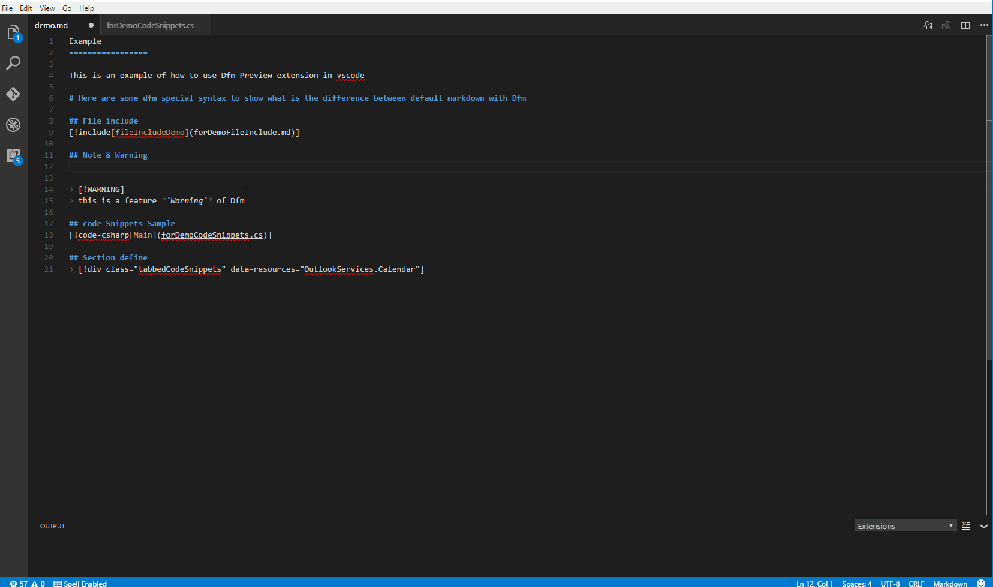 File Edit View Go Help
demo.md forDemoCodeSnippets.cs
1 Example
2 =================
3
4 This is an example of how to use Dfm Preview extension in vscode
5
6 # Here are some dfm special syntax to show what is the difference between default markdown with Dfm
7
8 ## File include
9 [!include[fileIncludeDemo](forDemoFileInclude.md)]
10
11 ## Note & Warning
12
13
14 > [!WARNING]
15 > this is a feature **'Warning'* of Dfm
16
17 ## code Snippets Sample
18 [!code-csharp[Main](forDemoCodeSnippets.cs)]
19
20 ## Section define
21 > [!div class="tabbedCodeSnippets" data-resources="OutlookServices.Calendar"]
1
5
OUTPUT
Extensions
57 0 Spell Enabled
Ln 12, Col 1 Spaces: 4 UTF-8 CRLF Markdown